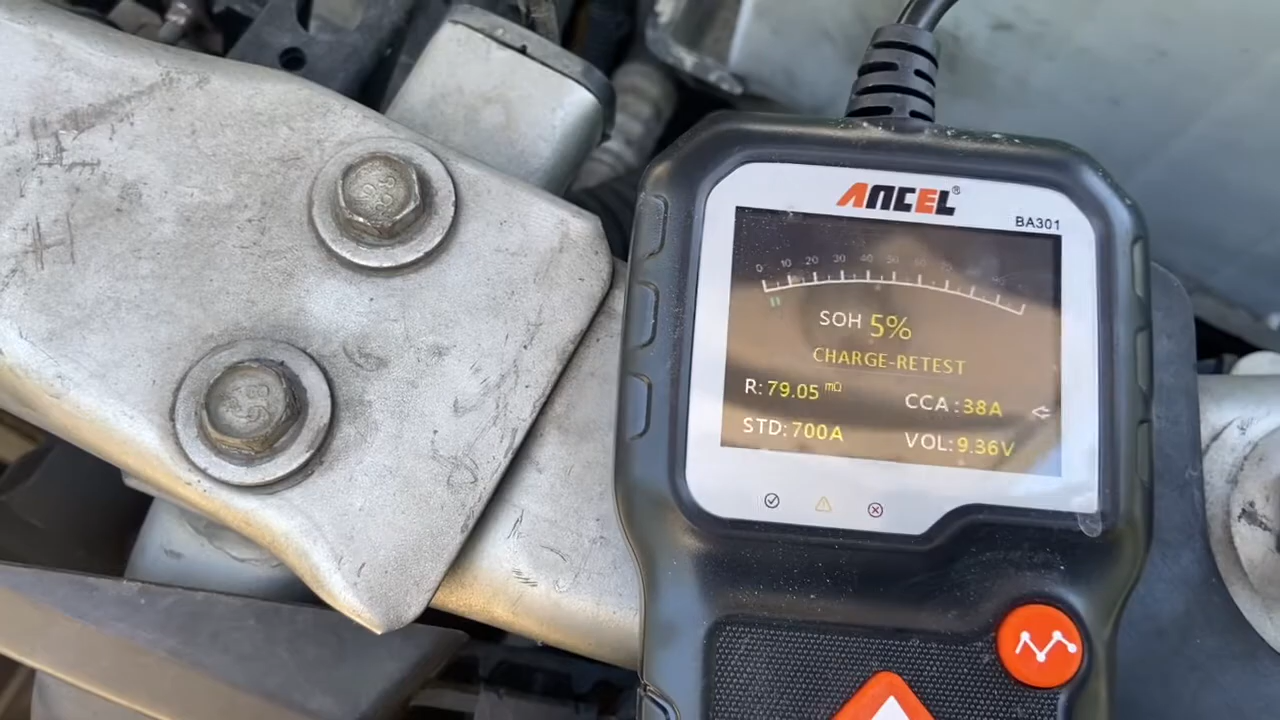 ANCEL®
BA301
0 10 20 30 40 50
SOH 5%
CHARGE-RETEST
R: 79.05 mΩ
CCA: 38A
STD: 700A
VOL: 9.36V